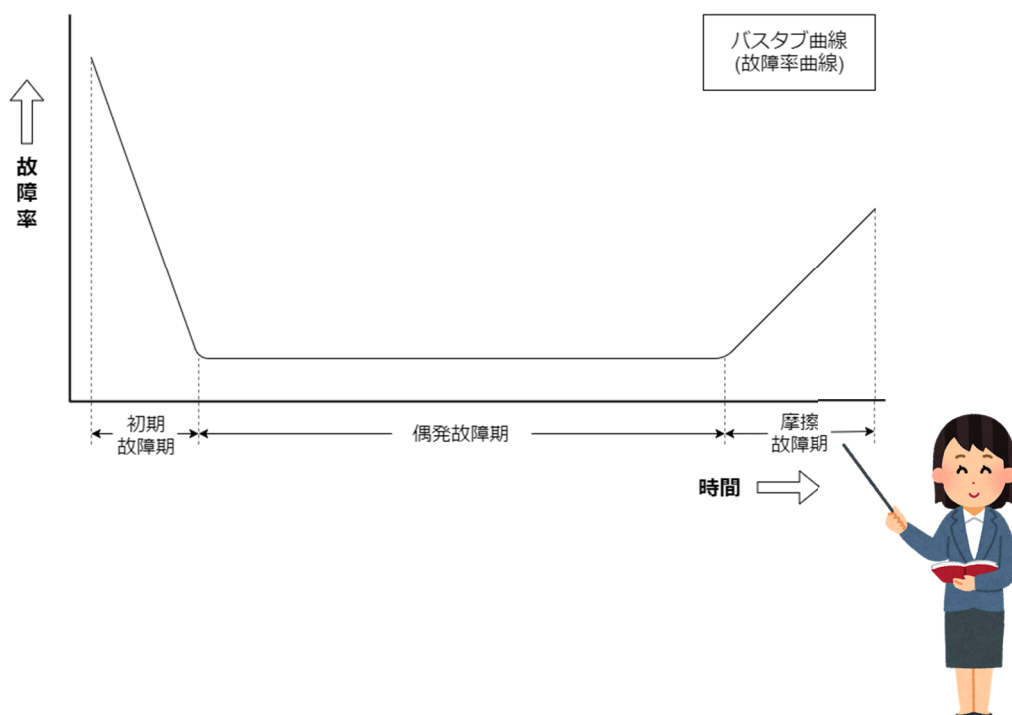 バスタブ曲線
(故障率曲線)
故障率
初期
故障期
偶発故障期
摩擦
故障期
時間